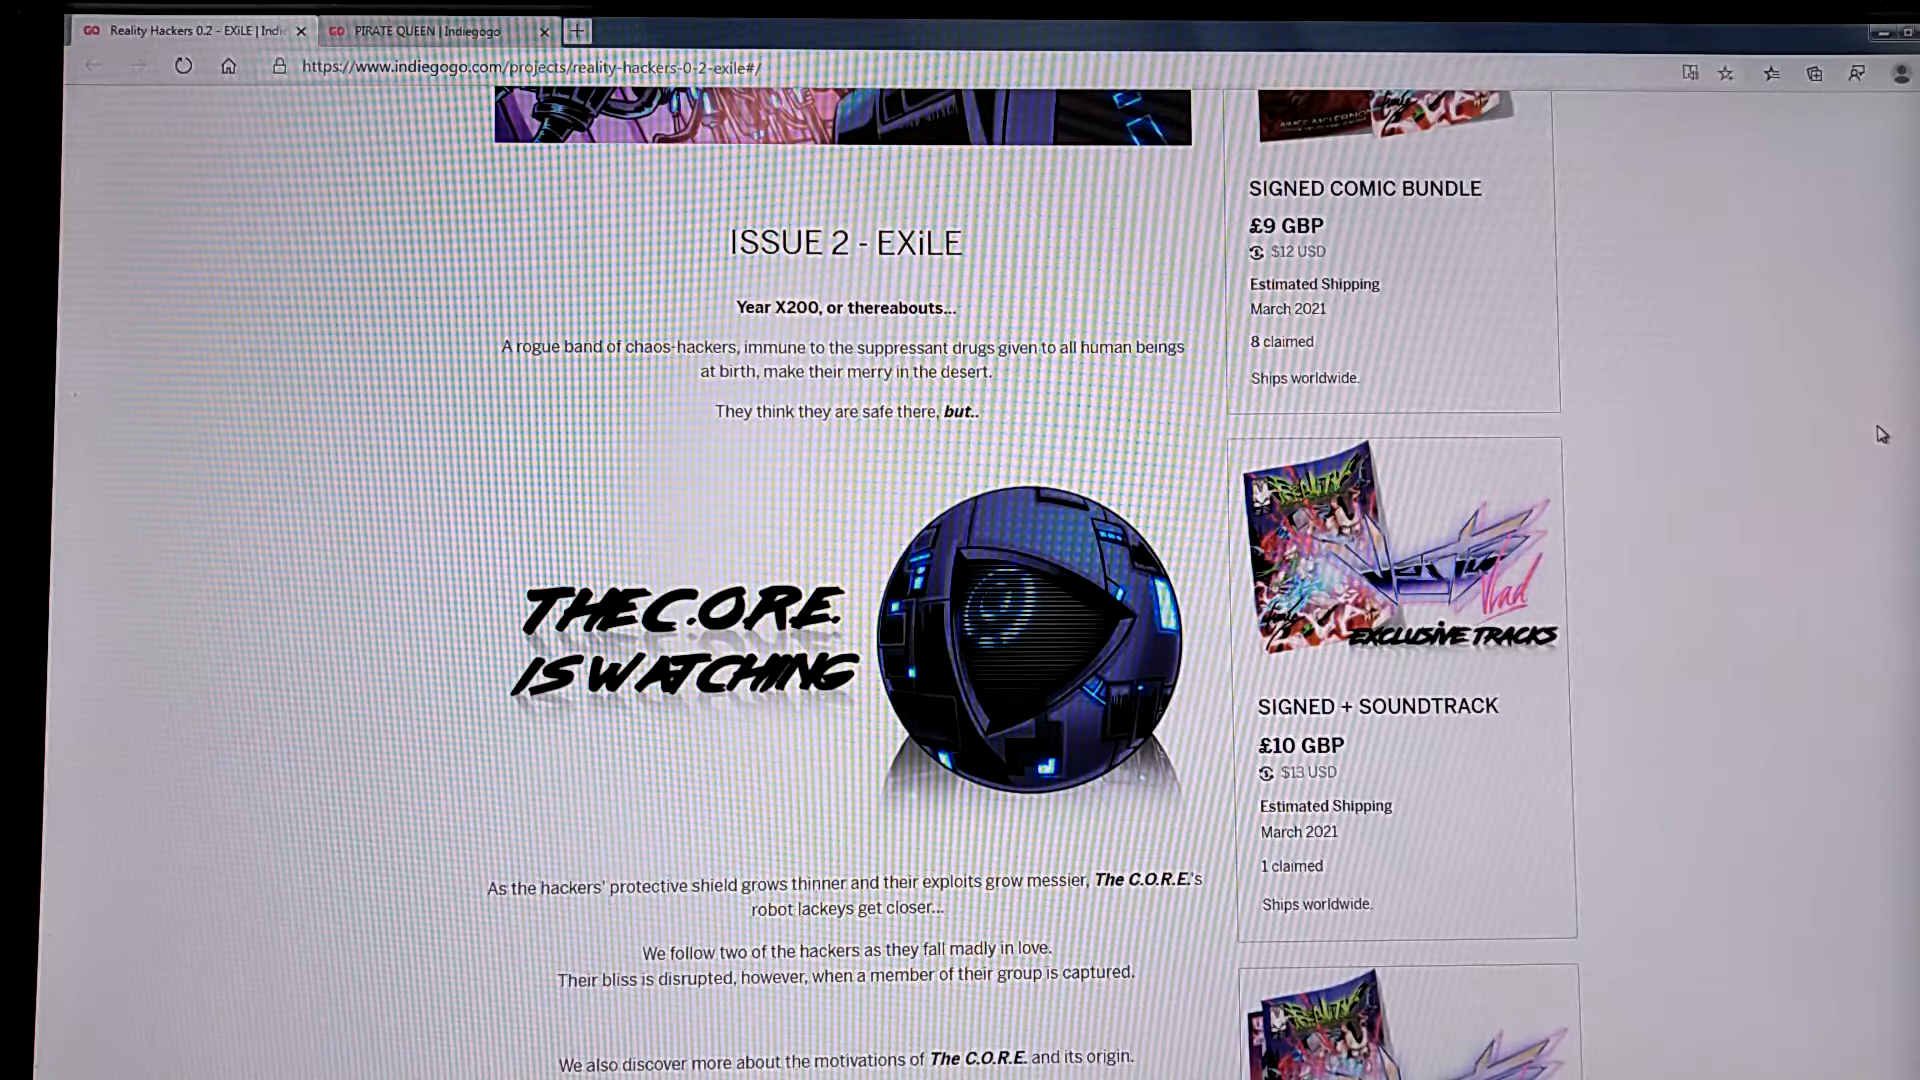 GO Reality Hackers 0.2 - EXiLE | Indi
GO PIRATE QUEEN | Indiegogo
https://www.indiegogo.com/projects/reality-hackers-0-2-exile#/
ISSUE 2 - EXiLE
Year X200, or thereabouts...
A rogue band of chaos-hackers, immune to the suppressant drugs given to all human beings
at birth, make their merry in the desert.
They think they are safe there, but..
THE C.O.R.E.
IS WATCHING
As the hackers' protective shield grows thinner and their exploits grow messier, The C.O.R.E.'s
robot lackeys get closer...
We follow two of the hackers as they fall madly in love.
Their bliss is disrupted, however, when a member of their group is captured.
We also discover more about the motivations of The C.O.R.E. and its origin.
SIGNED COMIC BUNDLE
£9 GBP
$12 USD
Estimated Shipping
March 2021
8 claimed
Ships worldwide.
REALITY
Vlad
EXCLUSIVE TRACKS
SIGNED + SOUNDTRACK
£10 GBP
$13 USD
Estimated Shipping
March 2021
1 claimed
Ships worldwide.
REALITY